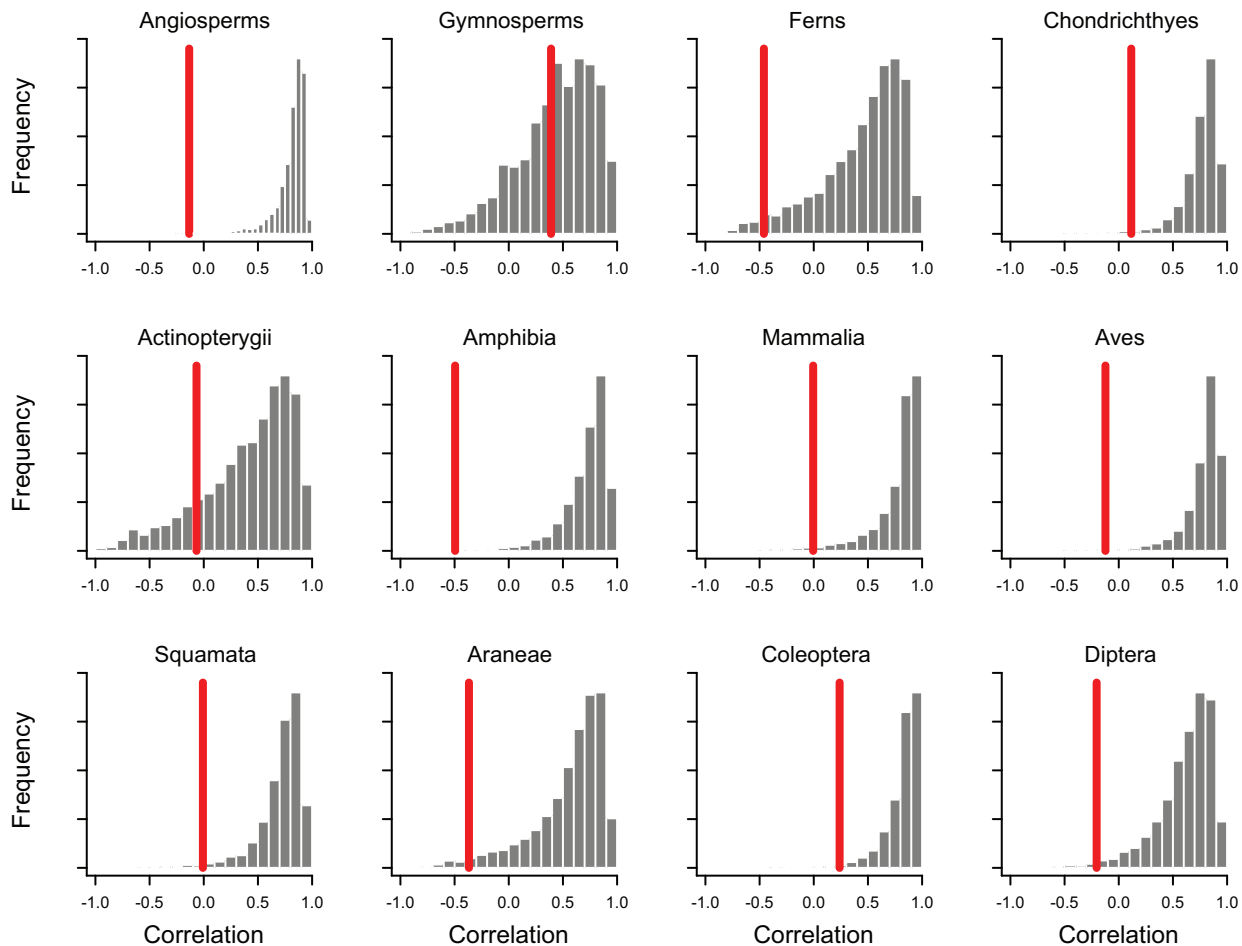 Angiosperms Gymnosperms Ferns Chondrichthyes
Frequency
-1.0 -0.5 0.0 0.5 1.0 -1.0 -0.5 0.0 0.5 1.0 -1.0 -0.5 0.0 0.5 1.0 -1.0 -0.5 0.0 0.5 1.0
Actinopterygii Amphibia Mammalia Aves
Frequency
-1.0 -0.5 0.0 0.5 1.0 -1.0 -0.5 0.0 0.5 1.0 -1.0 -0.5 0.0 0.5 1.0 -1.0 -0.5 0.0 0.5 1.0
Squamata Araneae Coleoptera Diptera
Frequency
-1.0 -0.5 0.0 0.5 1.0 -1.0 -0.5 0.0 0.5 1.0 -1.0 -0.5 0.0 0.5 1.0 -1.0 -0.5 0.0 0.5 1.0
Correlation Correlation Correlation Correlation